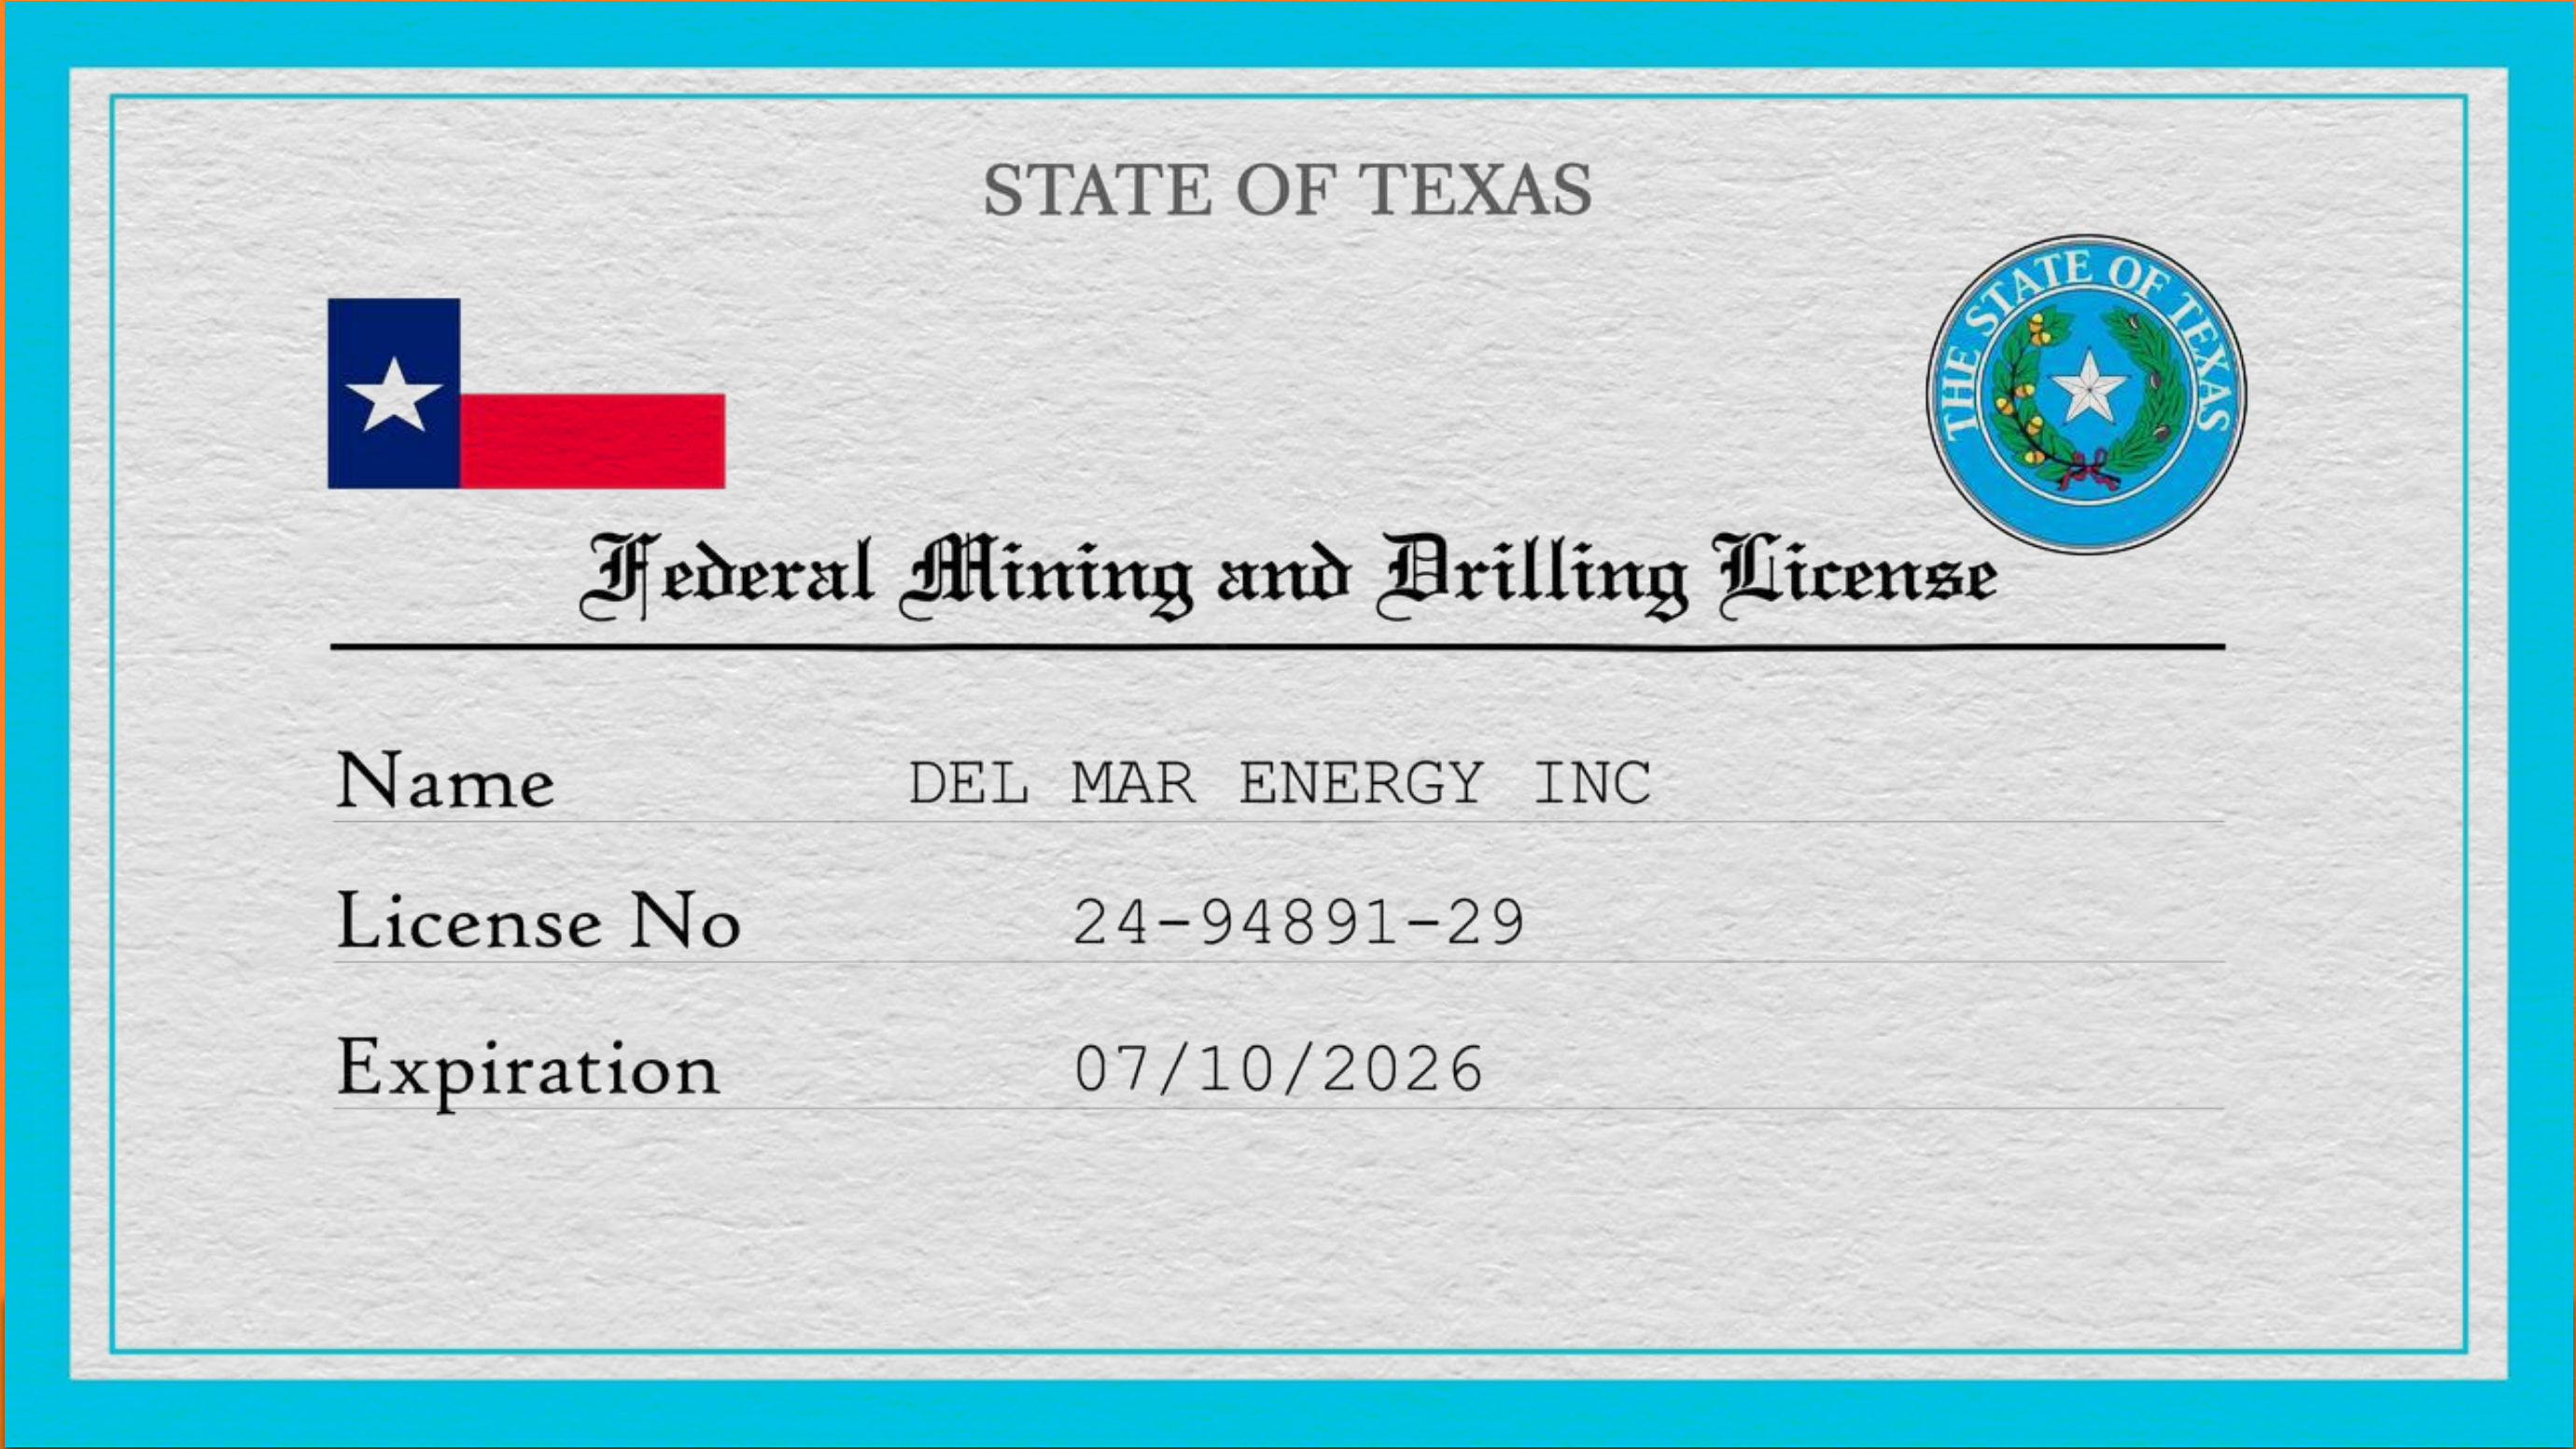 STATE OF TEXAS
THE STATE OF TEXAS
Federal Mining and Drilling License
Name DEL MAR ENERGY INC
License No 24-94891-29
Expiration 07/10/2026